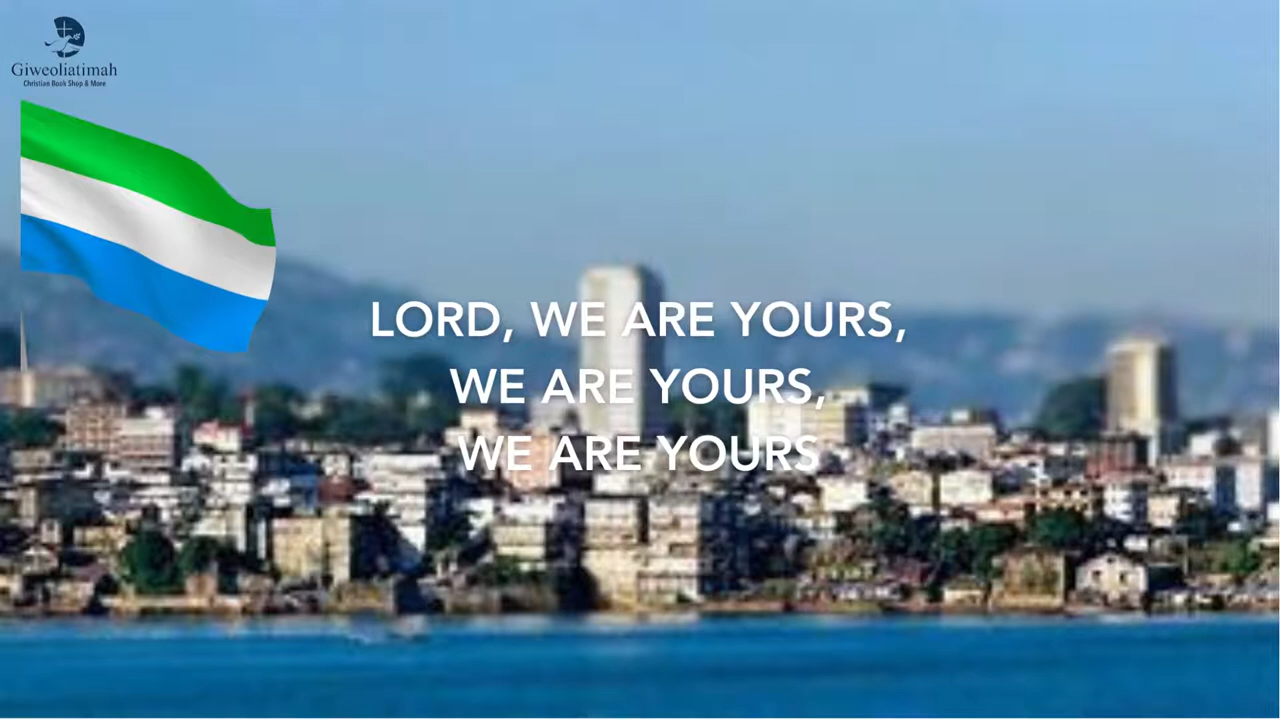 Giweoliatimah
Christian Book Shop & More
LORD, WE ARE YOURS,
WE ARE YOURS,
WE ARE YOURS